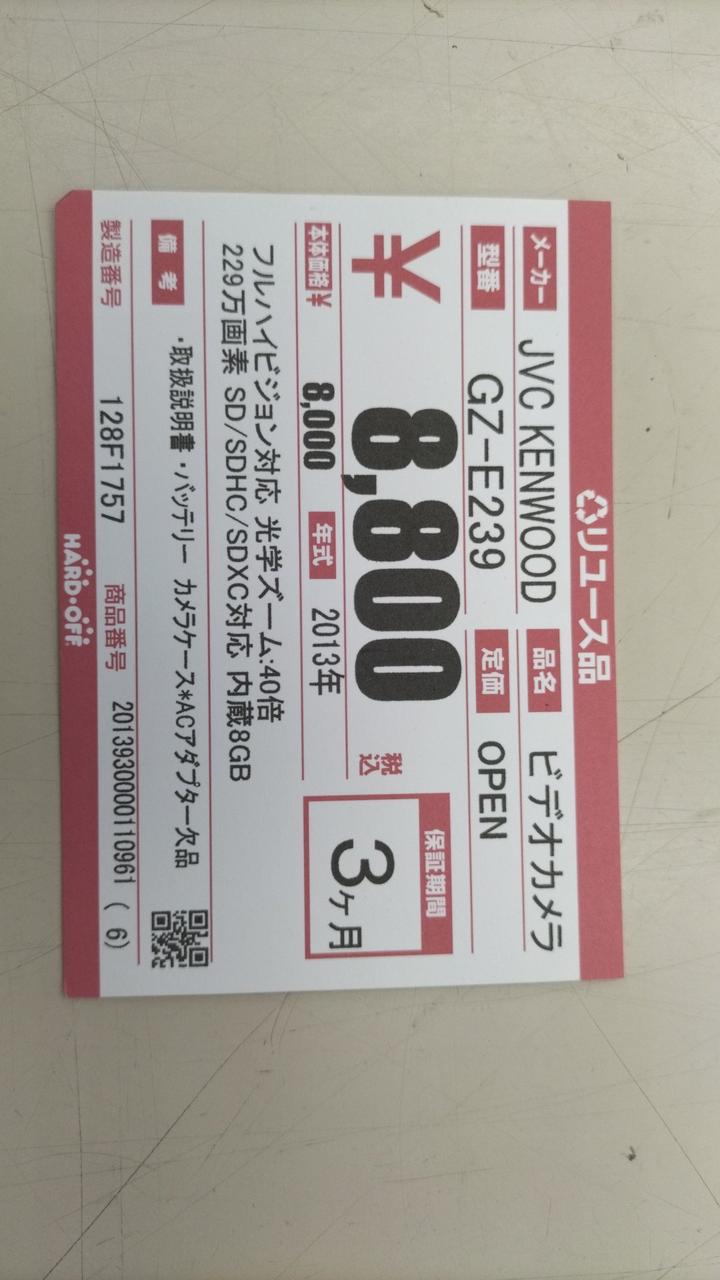 リユース品
メーカー JVC KENWOOD 品名 ビデオカメラ
型番 GZ-E239 定価 OPEN
¥ 8,800 税込
保証期間
3ヶ月
本体価格¥ 8,000 年式 2013年
フルハイビジョン対応 光学ズーム:40倍
229万画素 SD/SDHC/SDXC対応 内蔵8GB
備考 ・取扱説明書・バッテリー カメラケース*ACアダプター欠品
製造番号 128F1757 商品番号 2013930000110961 ( 6)
HARD・OFF